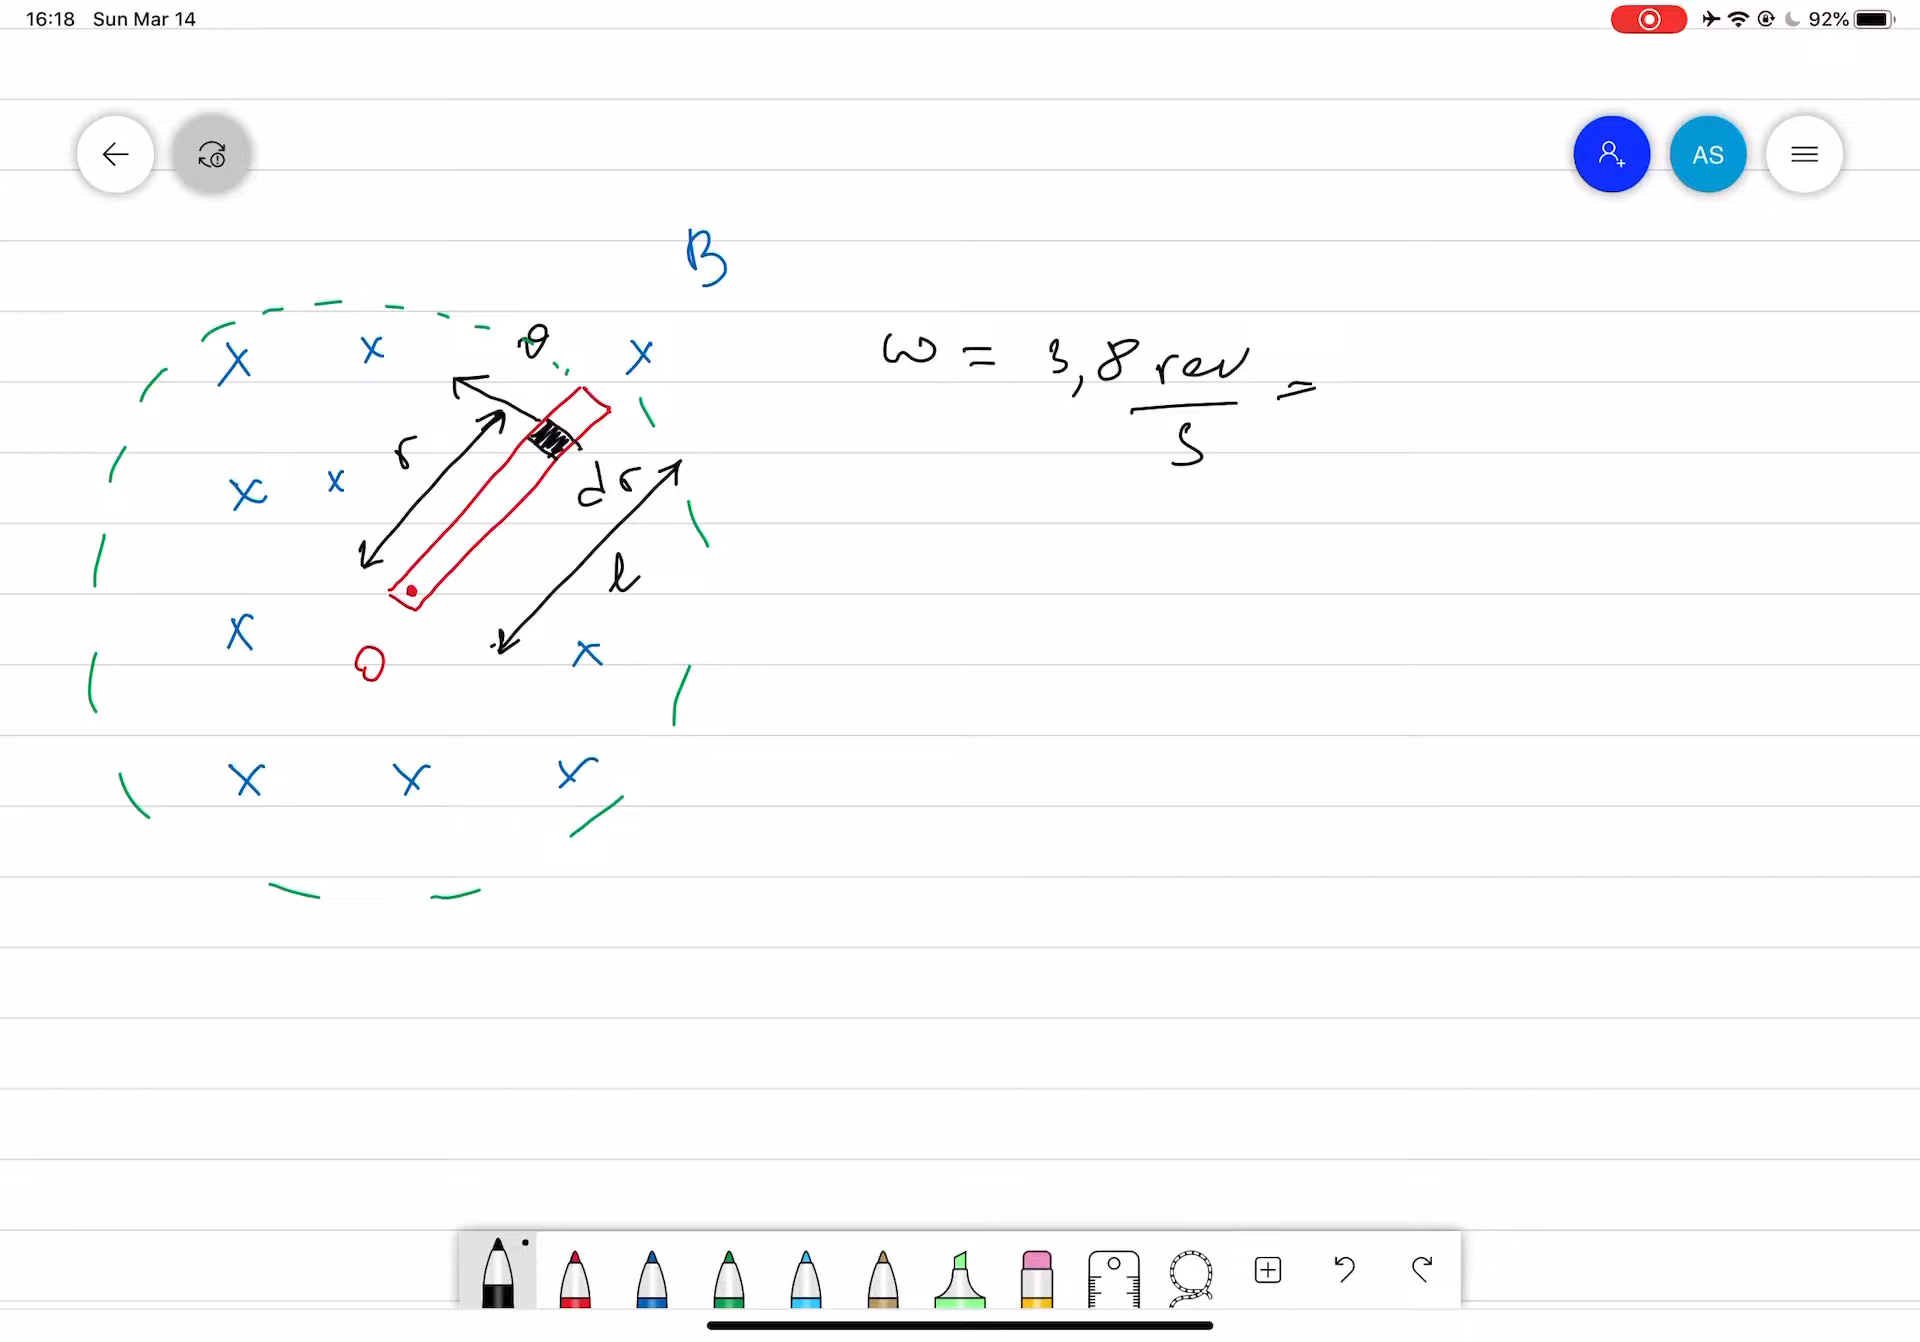 16:18 Sun Mar 14
92%
AS
B
x x x
r
dr
x x
l
x
O
x
x x x
ω = 3,8 rev/s =